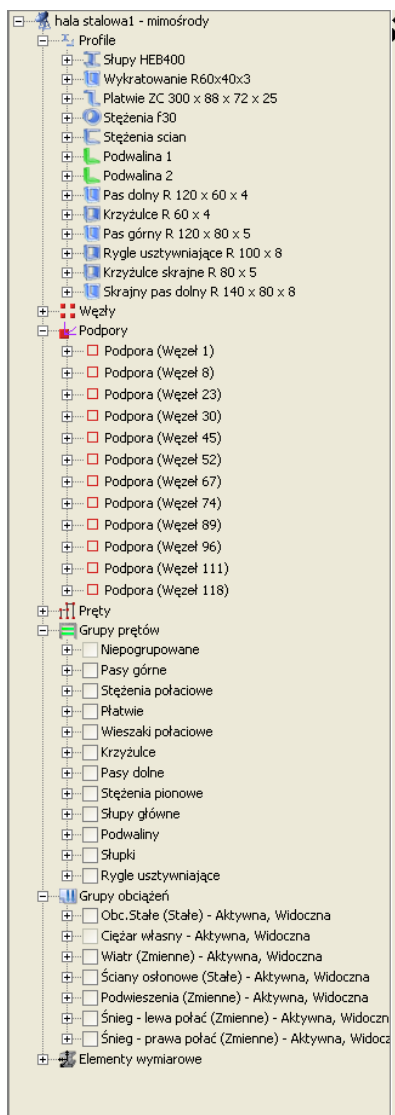 hala stalowa1 - mimośrody
Profile
Słupy HEB400
Wykratowanie R60x40x3
Płatwie ZC 300 x 88 x 72 x 25
Stężenia f30
Stężenia scian
Podwalina 1
Podwalina 2
Pas dolny R 120 x 60 x 4
Krzyżulce R 60 x 4
Pas górny R 120 x 80 x 5
Rygle usztywniające R 100 x 8
Krzyżulce skrajne R 80 x 5
Skrajny pas dolny R 140 x 80 x 8
Węzły
Podpory
Podpora (Węzeł 1)
Podpora (Węzeł 8)
Podpora (Węzeł 23)
Podpora (Węzeł 30)
Podpora (Węzeł 45)
Podpora (Węzeł 52)
Podpora (Węzeł 67)
Podpora (Węzeł 74)
Podpora (Węzeł 89)
Podpora (Węzeł 96)
Podpora (Węzeł 111)
Podpora (Węzeł 118)
Pręty
Grupy prętów
Niepogrupowane
Pasy górne
Stężenia połaciowe
Płatwie
Wieszaki połaciowe
Krzyżulce
Pasy dolne
Stężenia pionowe
Słupy główne
Podwaliny
Słupki
Rygle usztywniające
Grupy obciążeń
Obc.Stałe (Stałe) - Aktywna, Widoczna
Ciężar własny - Aktywna, Widoczna
Wiatr (Zmienne) - Aktywna, Widoczna
Ściany osłonowe (Stałe) - Aktywna, Widoczna
Podwieszenia (Zmienne) - Aktywna, Widoczna
Śnieg - lewa połać (Zmienne) - Aktywna, Widoczn
Śnieg - prawa połać (Zmienne) - Aktywna, Widocz
Elementy wymiarowe